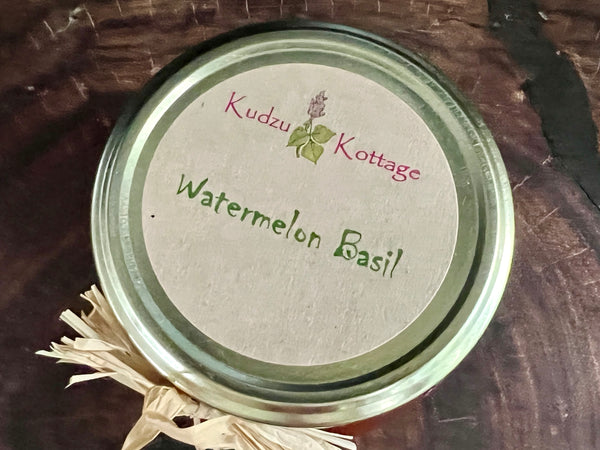 Kudzu Kottage
Watermelon Basil